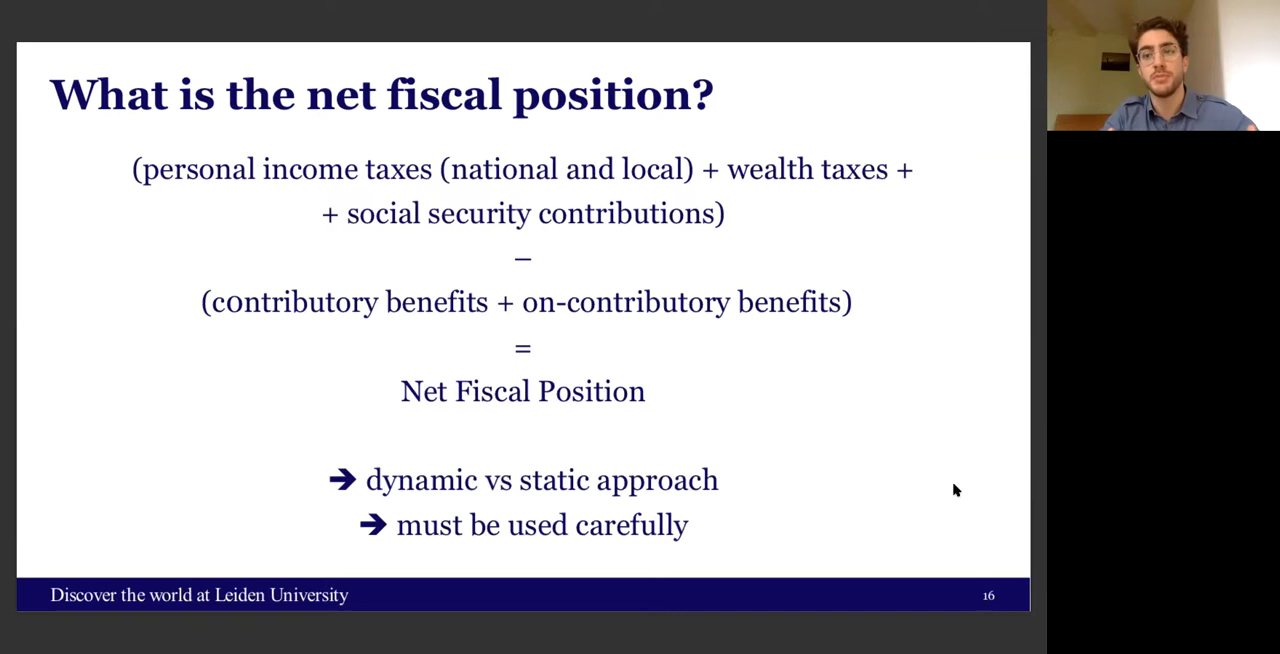 What is the net fiscal position?
(personal income taxes (national and local) + wealth taxes +
+ social security contributions)
–
(contributory benefits + on-contributory benefits)
=
Net Fiscal Position
➔ dynamic vs static approach
➔ must be used carefully
Discover the world at Leiden University
16